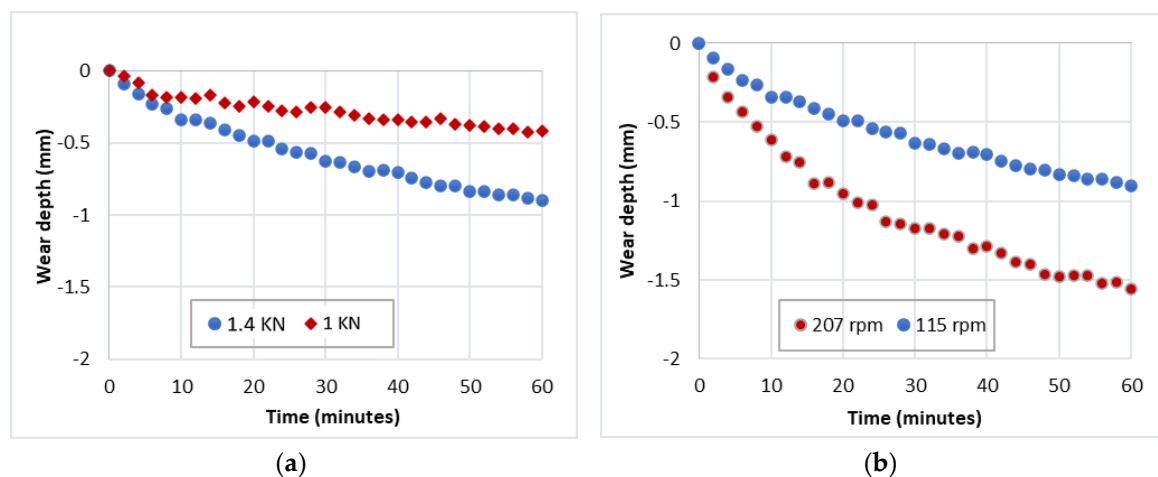 0
-0.5
-1
-1.5
-2
Wear depth (mm)
0 10 20 30 40 50 60
Time (minutes)
1.4 KN 1 KN
(a)
0
-0.5
-1
-1.5
-2
Wear depth (mm)
0 10 20 30 40 50 60
Time (minutes)
207 rpm 115 rpm
(b)